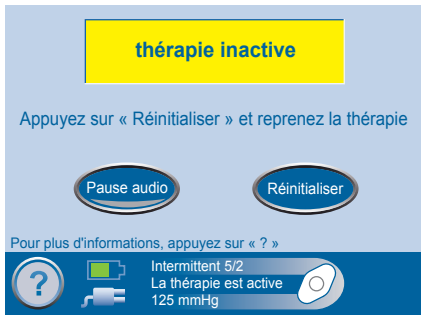 thérapie inactive
Appuyez sur « Réinitialiser » et reprenez la thérapie
Pause audio
Réinitialiser
Pour plus d'informations, appuyez sur « ? »
?
Intermittent 5/2
La thérapie est active
125 mmHg